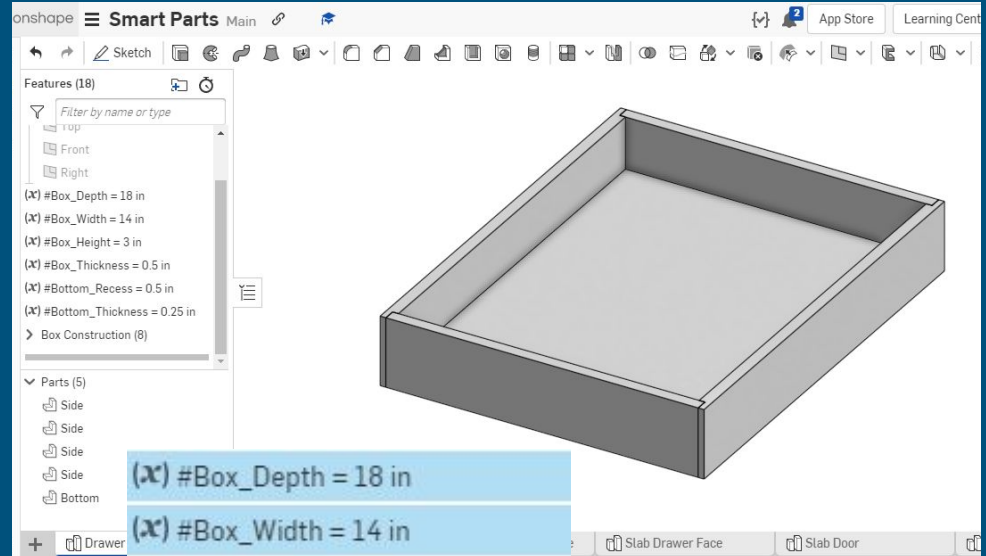 onshape Smart Parts Main App Store Learning Cent
2
Sketch
Features (18)
Filter by name or type
Top
Front
Right
(x) #Box_Depth = 18 in
(x) #Box_Width = 14 in
(x) #Box_Height = 3 in
(x) #Box_Thickness = 0.5 in
(x) #Bottom_Recess = 0.5 in
(x) #Bottom_Thickness = 0.25 in
Box Construction (8)
Parts (5)
Side
Side
Side
Side
Bottom
(x) #Box_Depth = 18 in
(x) #Box_Width = 14 in
Drawer
Slab Drawer Face
Slab Door